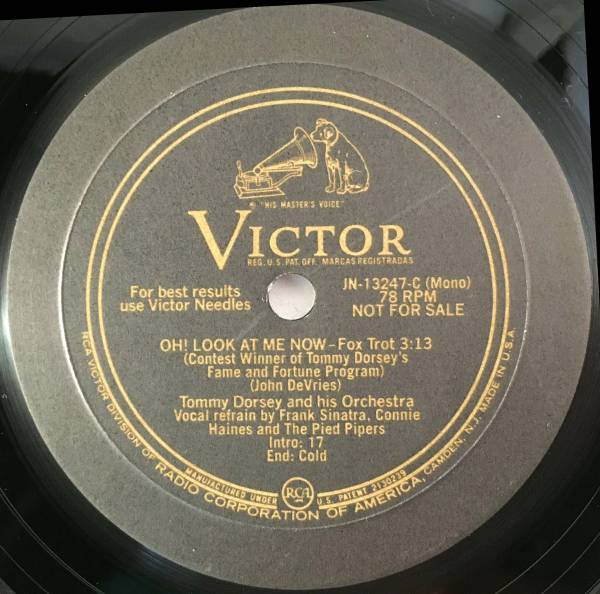 ® "HIS MASTER'S VOICE"
VICTOR
REG. U.S. PAT. OFF. MARCAS REGISTRADAS
For best results
use Victor Needles
JN-13247-C (Mono)
78 RPM
NOT FOR SALE
OH! LOOK AT ME NOW–Fox Trot 3:13
(Contest Winner of Tommy Dorsey's
Fame and Fortune Program)
(John DeVries)
Tommy Dorsey and his Orchestra
Vocal refrain by Frank Sinatra, Connie
Haines and The Pied Pipers
Intro: 17
End: Cold
MANUFACTURED UNDER RCA U.S. PATENT 2130239
RCA VICTOR DIVISION OF RADIO CORPORATION OF AMERICA, CAMDEN, N.J. MADE IN U.S.A.